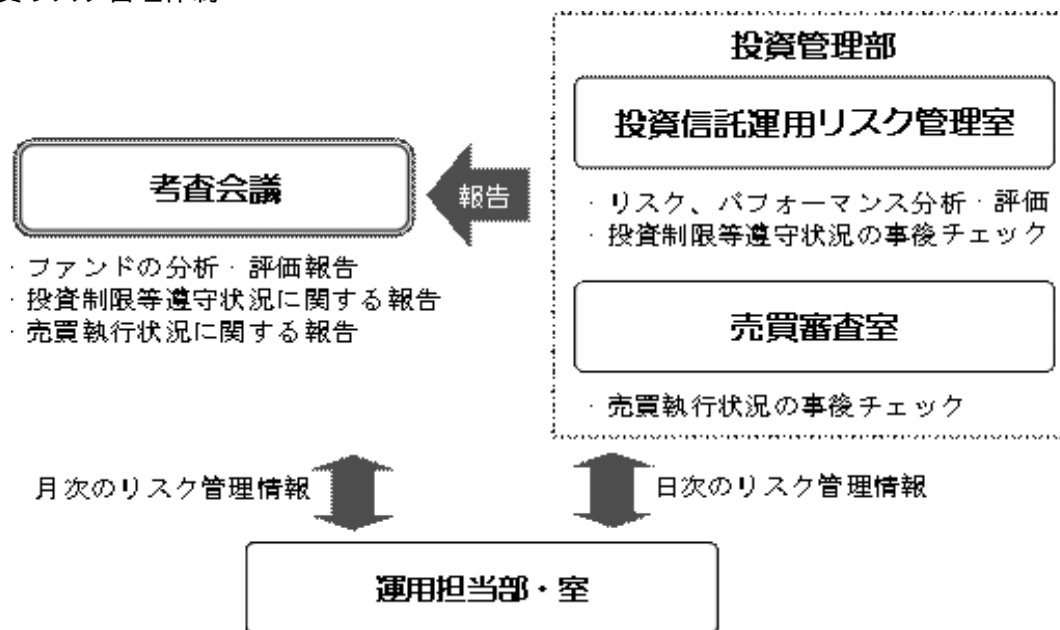 投資管理部
投資信託運用リスク管理室
・リスク、パフォーマンス分析・評価
・投資制限等遵守状況の事後チェック
売買審査室
・売買執行状況の事後チェック
報告
考査会議
・ファンドの分析・評価報告
・投資制限等遵守状況に関する報告
・売買執行状況に関する報告
月次のリスク管理情報
日次のリスク管理情報
運用担当部・室